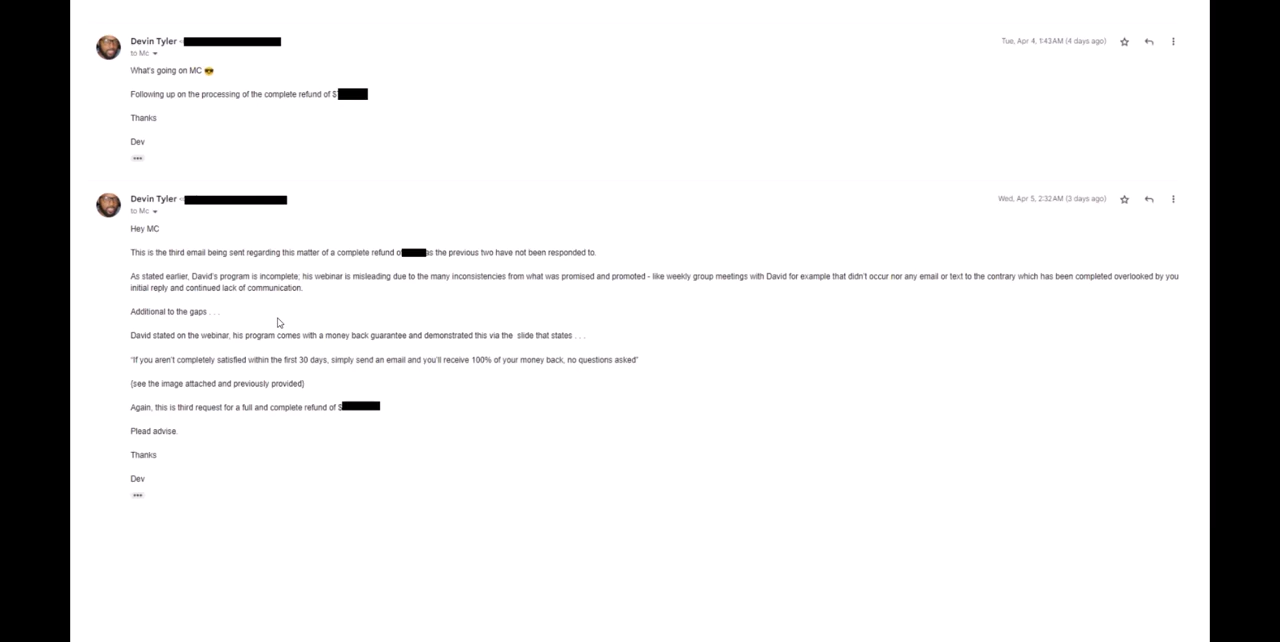 Devin Tyler <
Tue, Apr 4, 1:43 AM (4 days ago)
to Mc
What's going on MC 😎
Following up on the processing of the complete refund of $
Thanks
Dev
Devin Tyler <
Wed, Apr 5, 2:32 AM (3 days ago)
to Mc
Hey MC
This is the third email being sent regarding this matter of a complete refund o as the previous two have not been responded to.
As stated earlier, David's program is incomplete; his webinar is misleading due to the many inconsistencies from what was promised and promoted - like weekly group meetings with David for example that didn't occur nor any email or text to the contrary which has been completed overlooked by you
initial reply and continued lack of communication.
Additional to the gaps . . .
David stated on the webinar, his program comes with a money back guarantee and demonstrated this via the slide that states . . .
"If you aren't completely satisfied within the first 30 days, simply send an email and you'll receive 100% of your money back, no questions asked"
(see the image attached and previously provided)
Again, this is third request for a full and complete refund of $
Plead advise.
Thanks
Dev